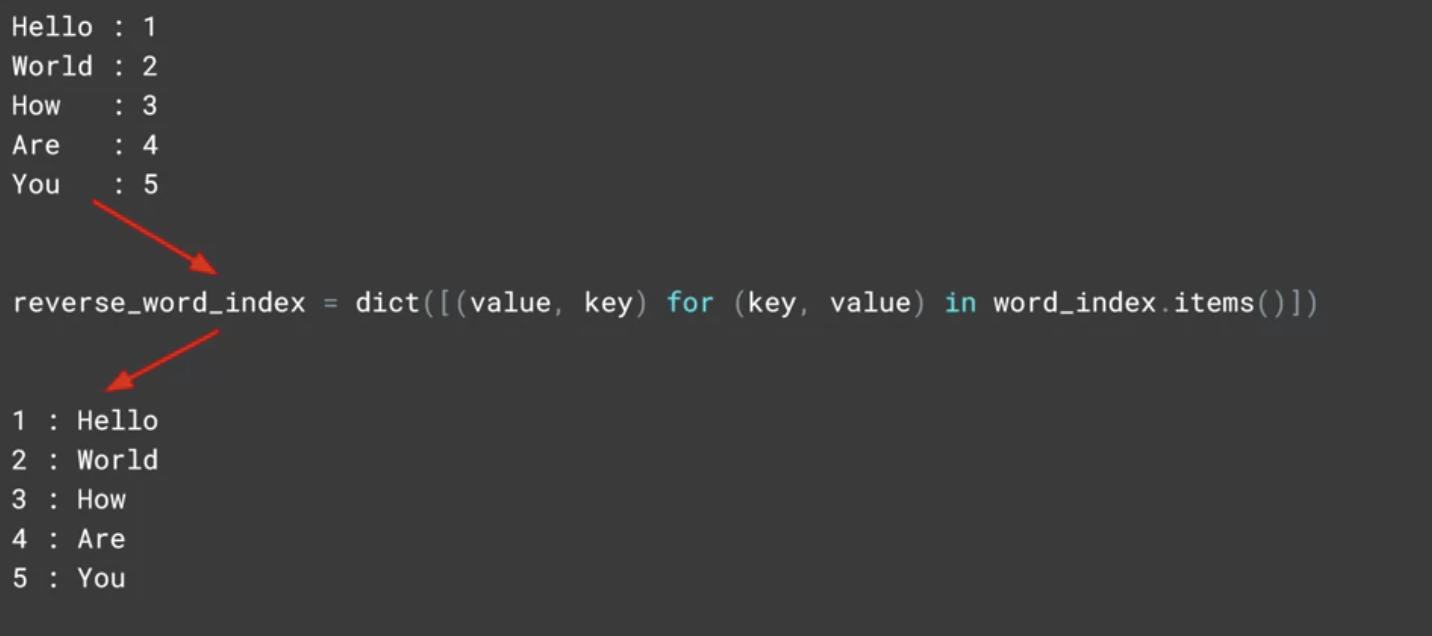 Hello : 1
World : 2
How   : 3
Are   : 4
You   : 5
reverse_word_index = dict([(value, key) for (key, value) in word_index.items()])
1 : Hello
2 : World
3 : How
4 : Are
5 : You